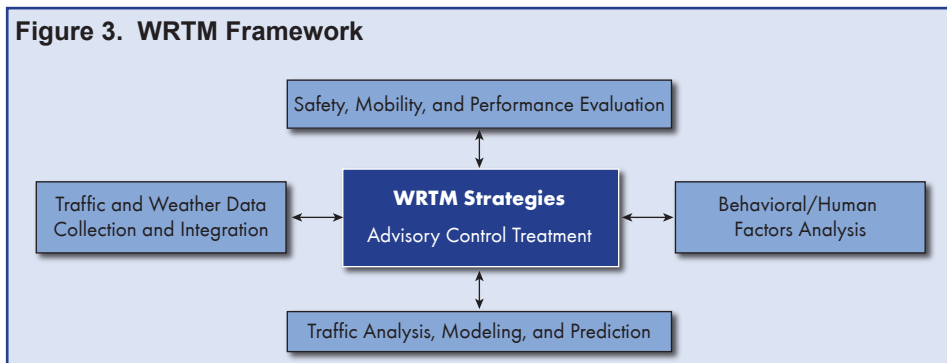 Figure 3. WRTM Framework
Safety, Mobility, and Performance Evaluation
Traffic and Weather Data
Collection and Integration
WRTM Strategies
Advisory Control Treatment
Behavioral/Human
Factors Analysis
Traffic Analysis, Modeling, and Prediction